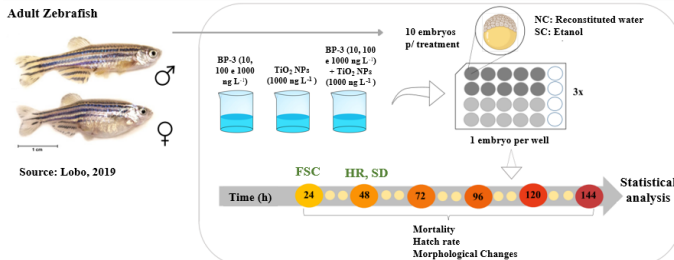 Adult Zebrafish
♂
♀
1 cm
Source: Lobo, 2019
BP-3 (10,
100 e 1000
ng L⁻¹)
TiO₂ NPs
(1000 ng L⁻¹)
BP-3 (10, 100
e 1000 ng L⁻¹)
+ TiO₂ NPs
(1000 ng L⁻¹)
10 embryos
p/ treatment
NC: Reconstituted water
SC: Etanol
3x
1 embryo per well
FSC
HR, SD
Time (h)
24
48
72
96
120
144
Statistical
analysis
Mortality
Hatch rate
Morphological Changes